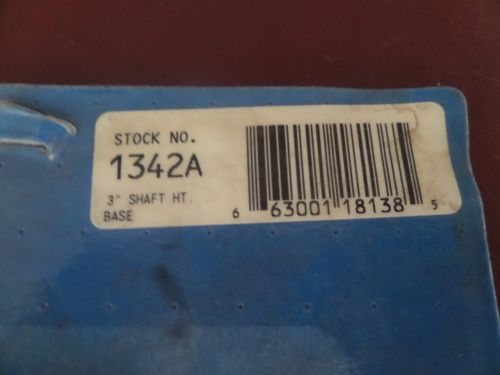 STOCK NO.
1342A
3" SHAFT HT.
BASE
6 63001 18138 5